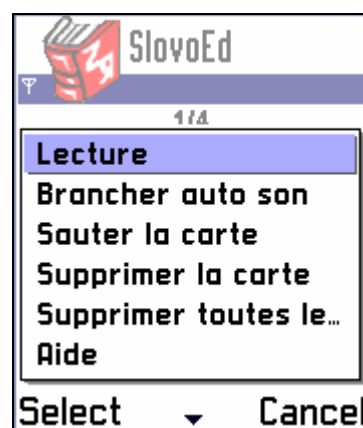 SlovoEd
1/4
Lecture
Brancher auto son
Sauter la carte
Supprimer la carte
Supprimer toutes le...
Aide
Select Cancel